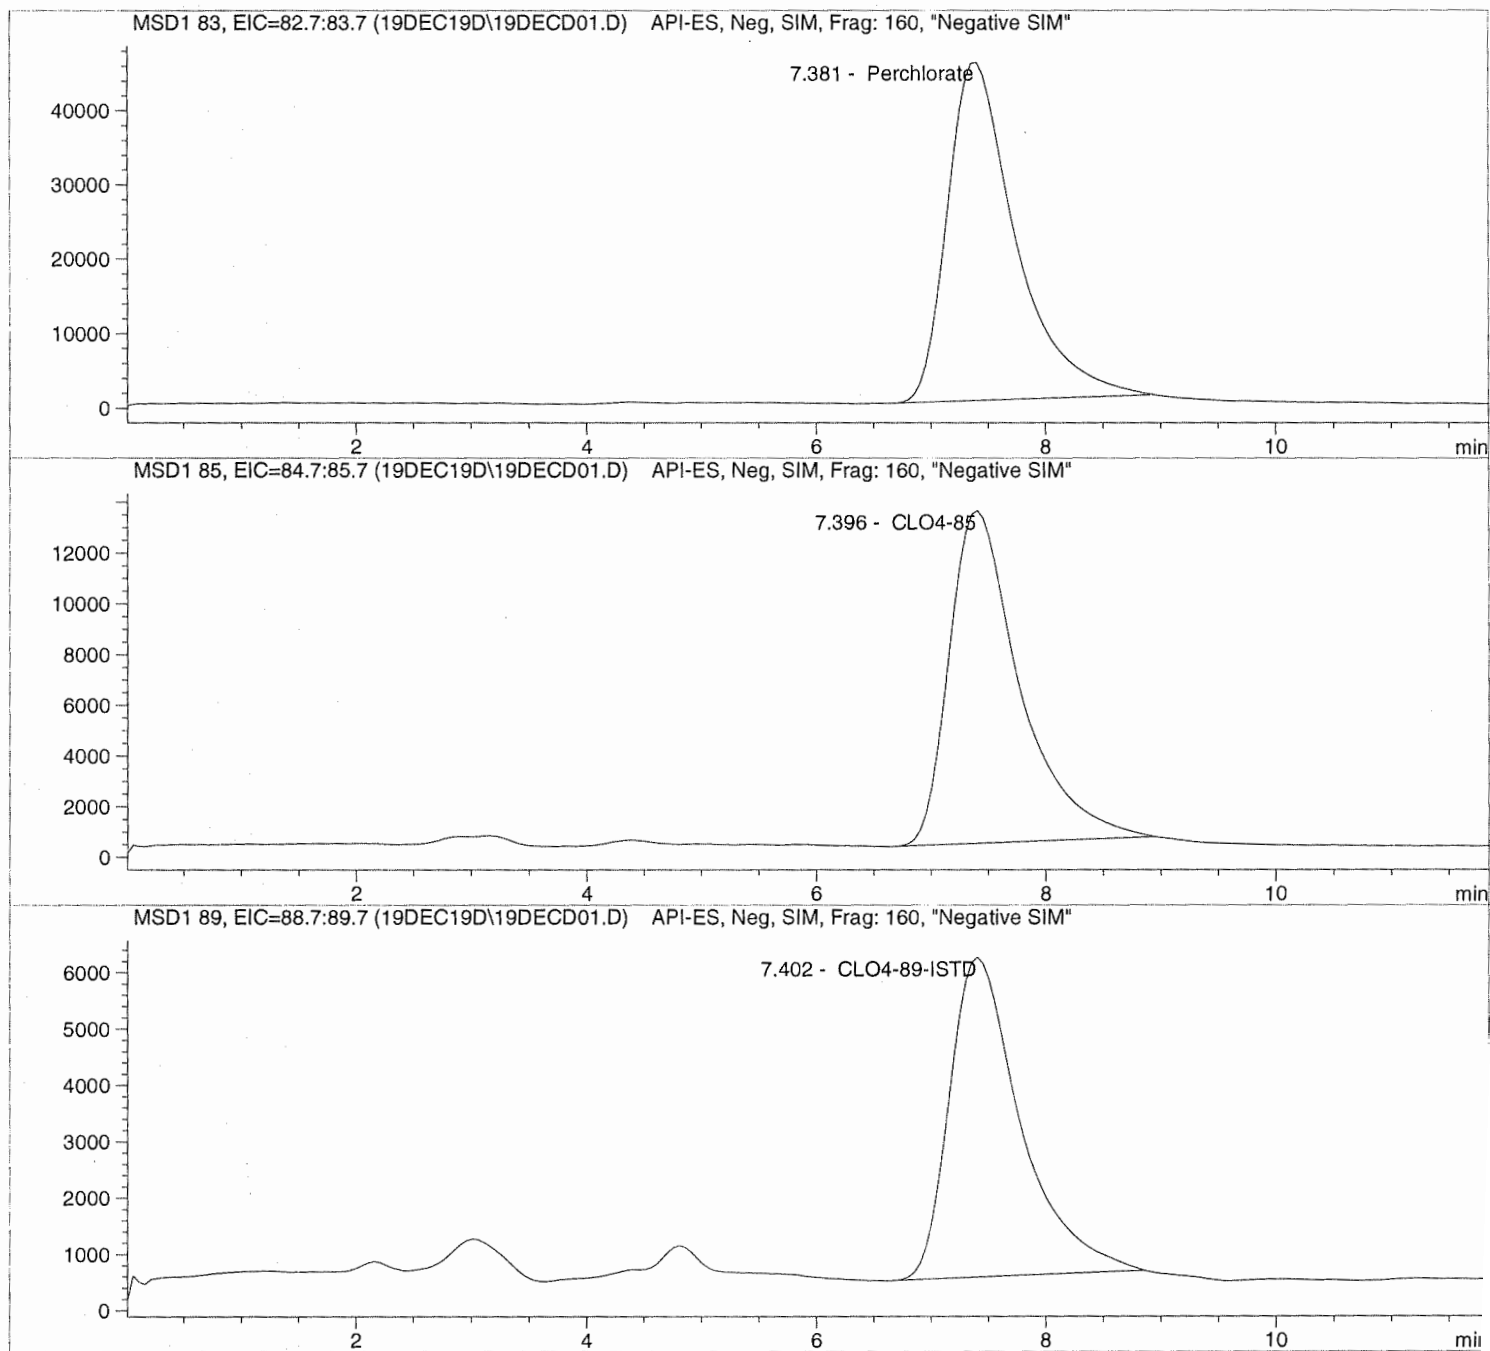 MSD1 83, EIC=82.7:83.7 (19DEC19D\19DECD01.D) API-ES, Neg, SIM, Frag: 160, "Negative SIM"
7.381 - Perchlorate
40000
30000
20000
10000
0
2 4 6 8 10 min
MSD1 85, EIC=84.7:85.7 (19DEC19D\19DECD01.D) API-ES, Neg, SIM, Frag: 160, "Negative SIM"
7.396 - CLO4-85
12000
10000
8000
6000
4000
2000
0
2 4 6 8 10 min
MSD1 89, EIC=88.7:89.7 (19DEC19D\19DECD01.D) API-ES, Neg, SIM, Frag: 160, "Negative SIM"
7.402 - CLO4-89-ISTD
6000
5000
4000
3000
2000
1000
0
2 4 6 8 10 mi